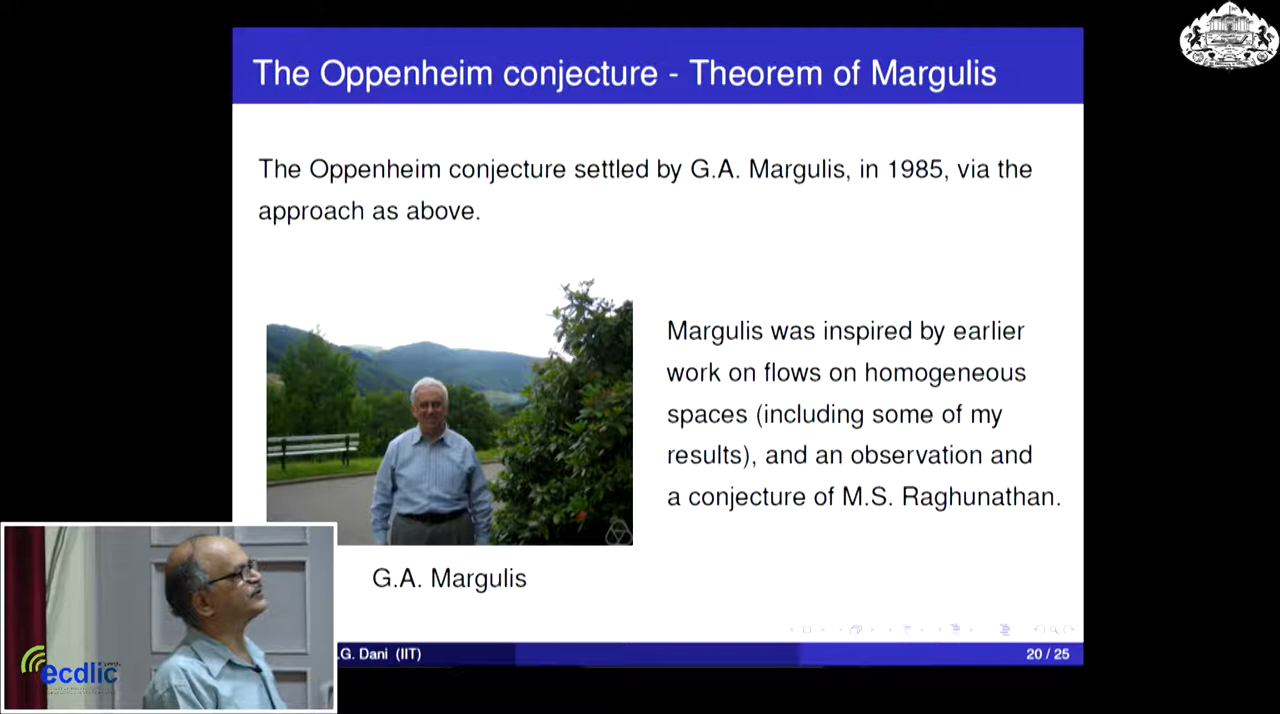 The Oppenheim conjecture - Theorem of Margulis
The Oppenheim conjecture settled by G.A. Margulis, in 1985, via the
approach as above.
Margulis was inspired by earlier
work on flows on homogeneous
spaces (including some of my
results), and an observation and
a conjecture of M.S. Raghunathan.
G.A. Margulis
.G. Dani (IIT)
20 / 25
ecdlic